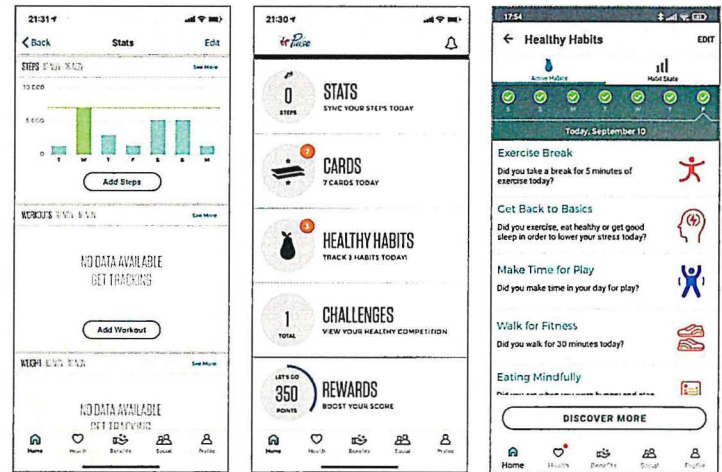 21:31
Back
Stats
Edit
STEPS
See More
10 000
5 000
0
T W T F S S M
Add Steps
WORKOUTS
See More
NO DATA AVAILABLE
GET TRACKING
Add Workout
WEIGHT
See More
NO DATA AVAILABLE
GET TRACKING
Home Health Benefits Social Profile
21:30
Pulse
0
STEPS
STATS
SYNC YOUR STEPS TODAY
7
CARDS
7 CARDS TODAY
3
HEALTHY HABITS
TRACK 3 HABITS TODAY!
1
TOTAL
CHALLENGES
VIEW YOUR HEALTHY COMPETITION
LET'S GO
350
POINTS
REWARDS
BOOST YOUR SCORE
Home Health Benefits Social Profile
17:54
Healthy Habits
EDIT
Active Habits
Habit Stats
S S M T W T F
Today, September 10
Exercise Break
Did you take a break for 5 minutes of
exercise today?
Get Back to Basics
Did you exercise, eat healthy or get good
sleep in order to lower your stress today?
Make Time for Play
Did you make time in your day for play?
Walk for Fitness
Did you walk for 30 minutes today?
Eating Mindfully
DISCOVER MORE
Home Health Benefits Social Profile